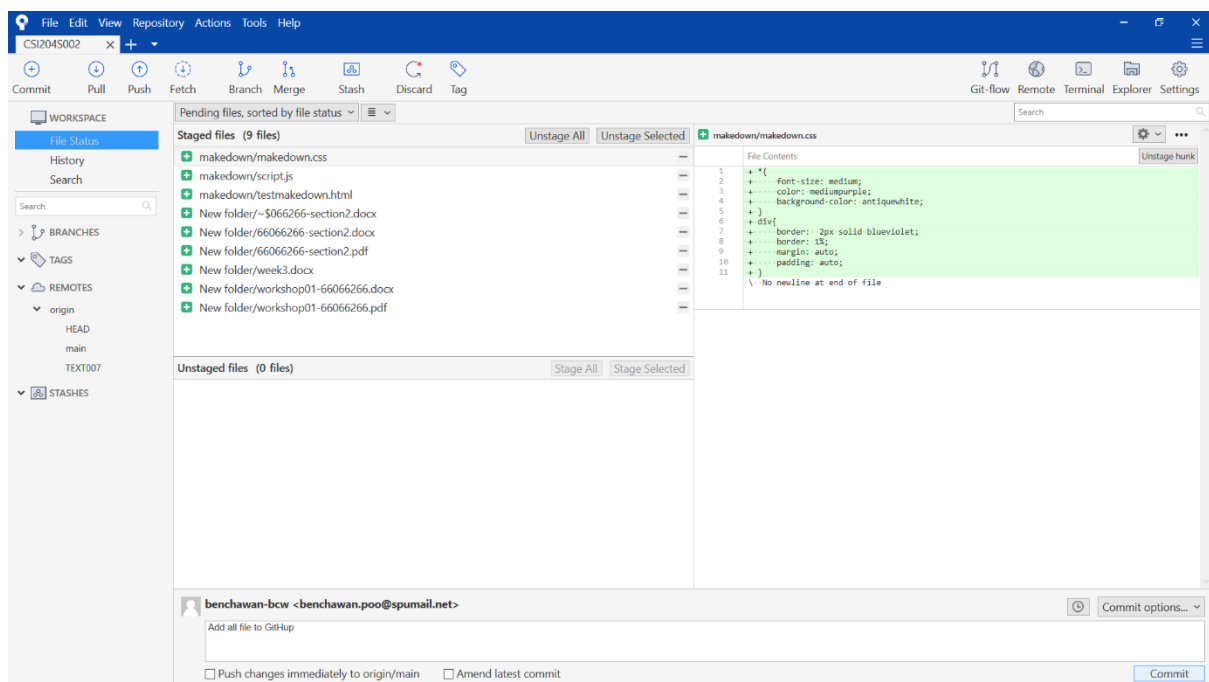 File Edit View Repository Actions Tools Help
CSI204S002
Commit Pull Push Fetch Branch Merge Stash Discard Tag Git-flow Remote Terminal Explorer Settings
WORKSPACE
File Status
History
Search
Search
BRANCHES
TAGS
REMOTES
origin
HEAD
main
TEXT007
STASHES
Pending files, sorted by file status
Search
Staged files (9 files) Unstage All Unstage Selected
makedown/makedown.css
makedown/script.js
makedown/testmakedown.html
New folder/~$066266-section2.docx
New folder/66066266-section2.docx
New folder/66066266-section2.pdf
New folder/week3.docx
New folder/workshop01-66066266.docx
New folder/workshop01-66066266.pdf
Unstaged files (0 files) Stage All Stage Selected
makedown/makedown.css
File Contents Unstage hunk
1 + *{
2 + font-size: medium;
3 + color: mediumpurple;
4 + background-color: antiquewhite;
5 + }
6 + div{
7 + border: 2px solid blueviolet;
8 + border: 1%;
9 + margin: auto;
10 + padding: auto;
11 + }
\ No newline at end of file
benchawan-bcw <benchawan.poo@spumail.net>
Commit options...
Add all file to GitHup
Push changes immediately to origin/main Amend latest commit
Commit